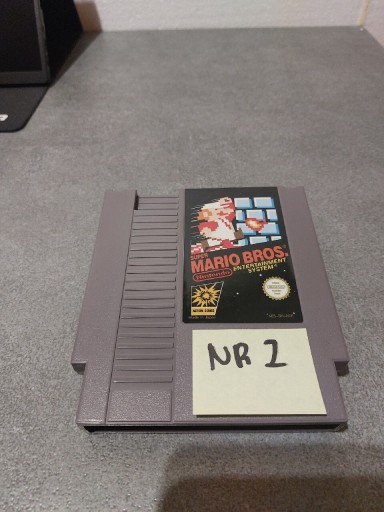 SUPER
MARIO BROS.
Nintendo
ENTERTAINMENT
SYSTEM
ACTION SERIES
NR 2